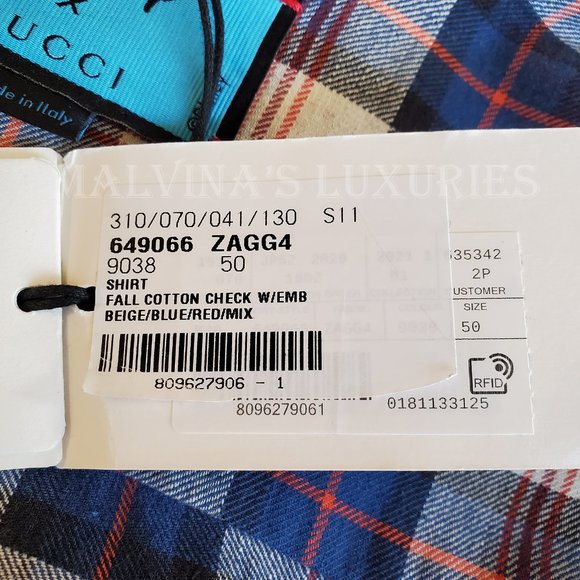 X
UCCI
de in Italy
MALVINA'S LUXURIES
310/070/041/130 S11
649066 ZAGG4
9038 50
SHIRT
FALL COTTON CHECK W/EMB
BEIGE/BLUE/RED/MIX
809627906 - 1
635342
2P
USTOMER
SIZE
50
RFID
8096279061
0181133125